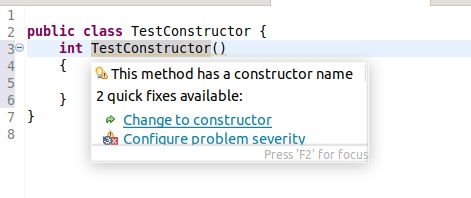 1
2 public class TestConstructor {
3 int TestConstructor()
4 {
5
6 }
7 }
8
This method has a constructor name
2 quick fixes available:
Change to constructor
Configure problem severity
Press 'F2' for focus